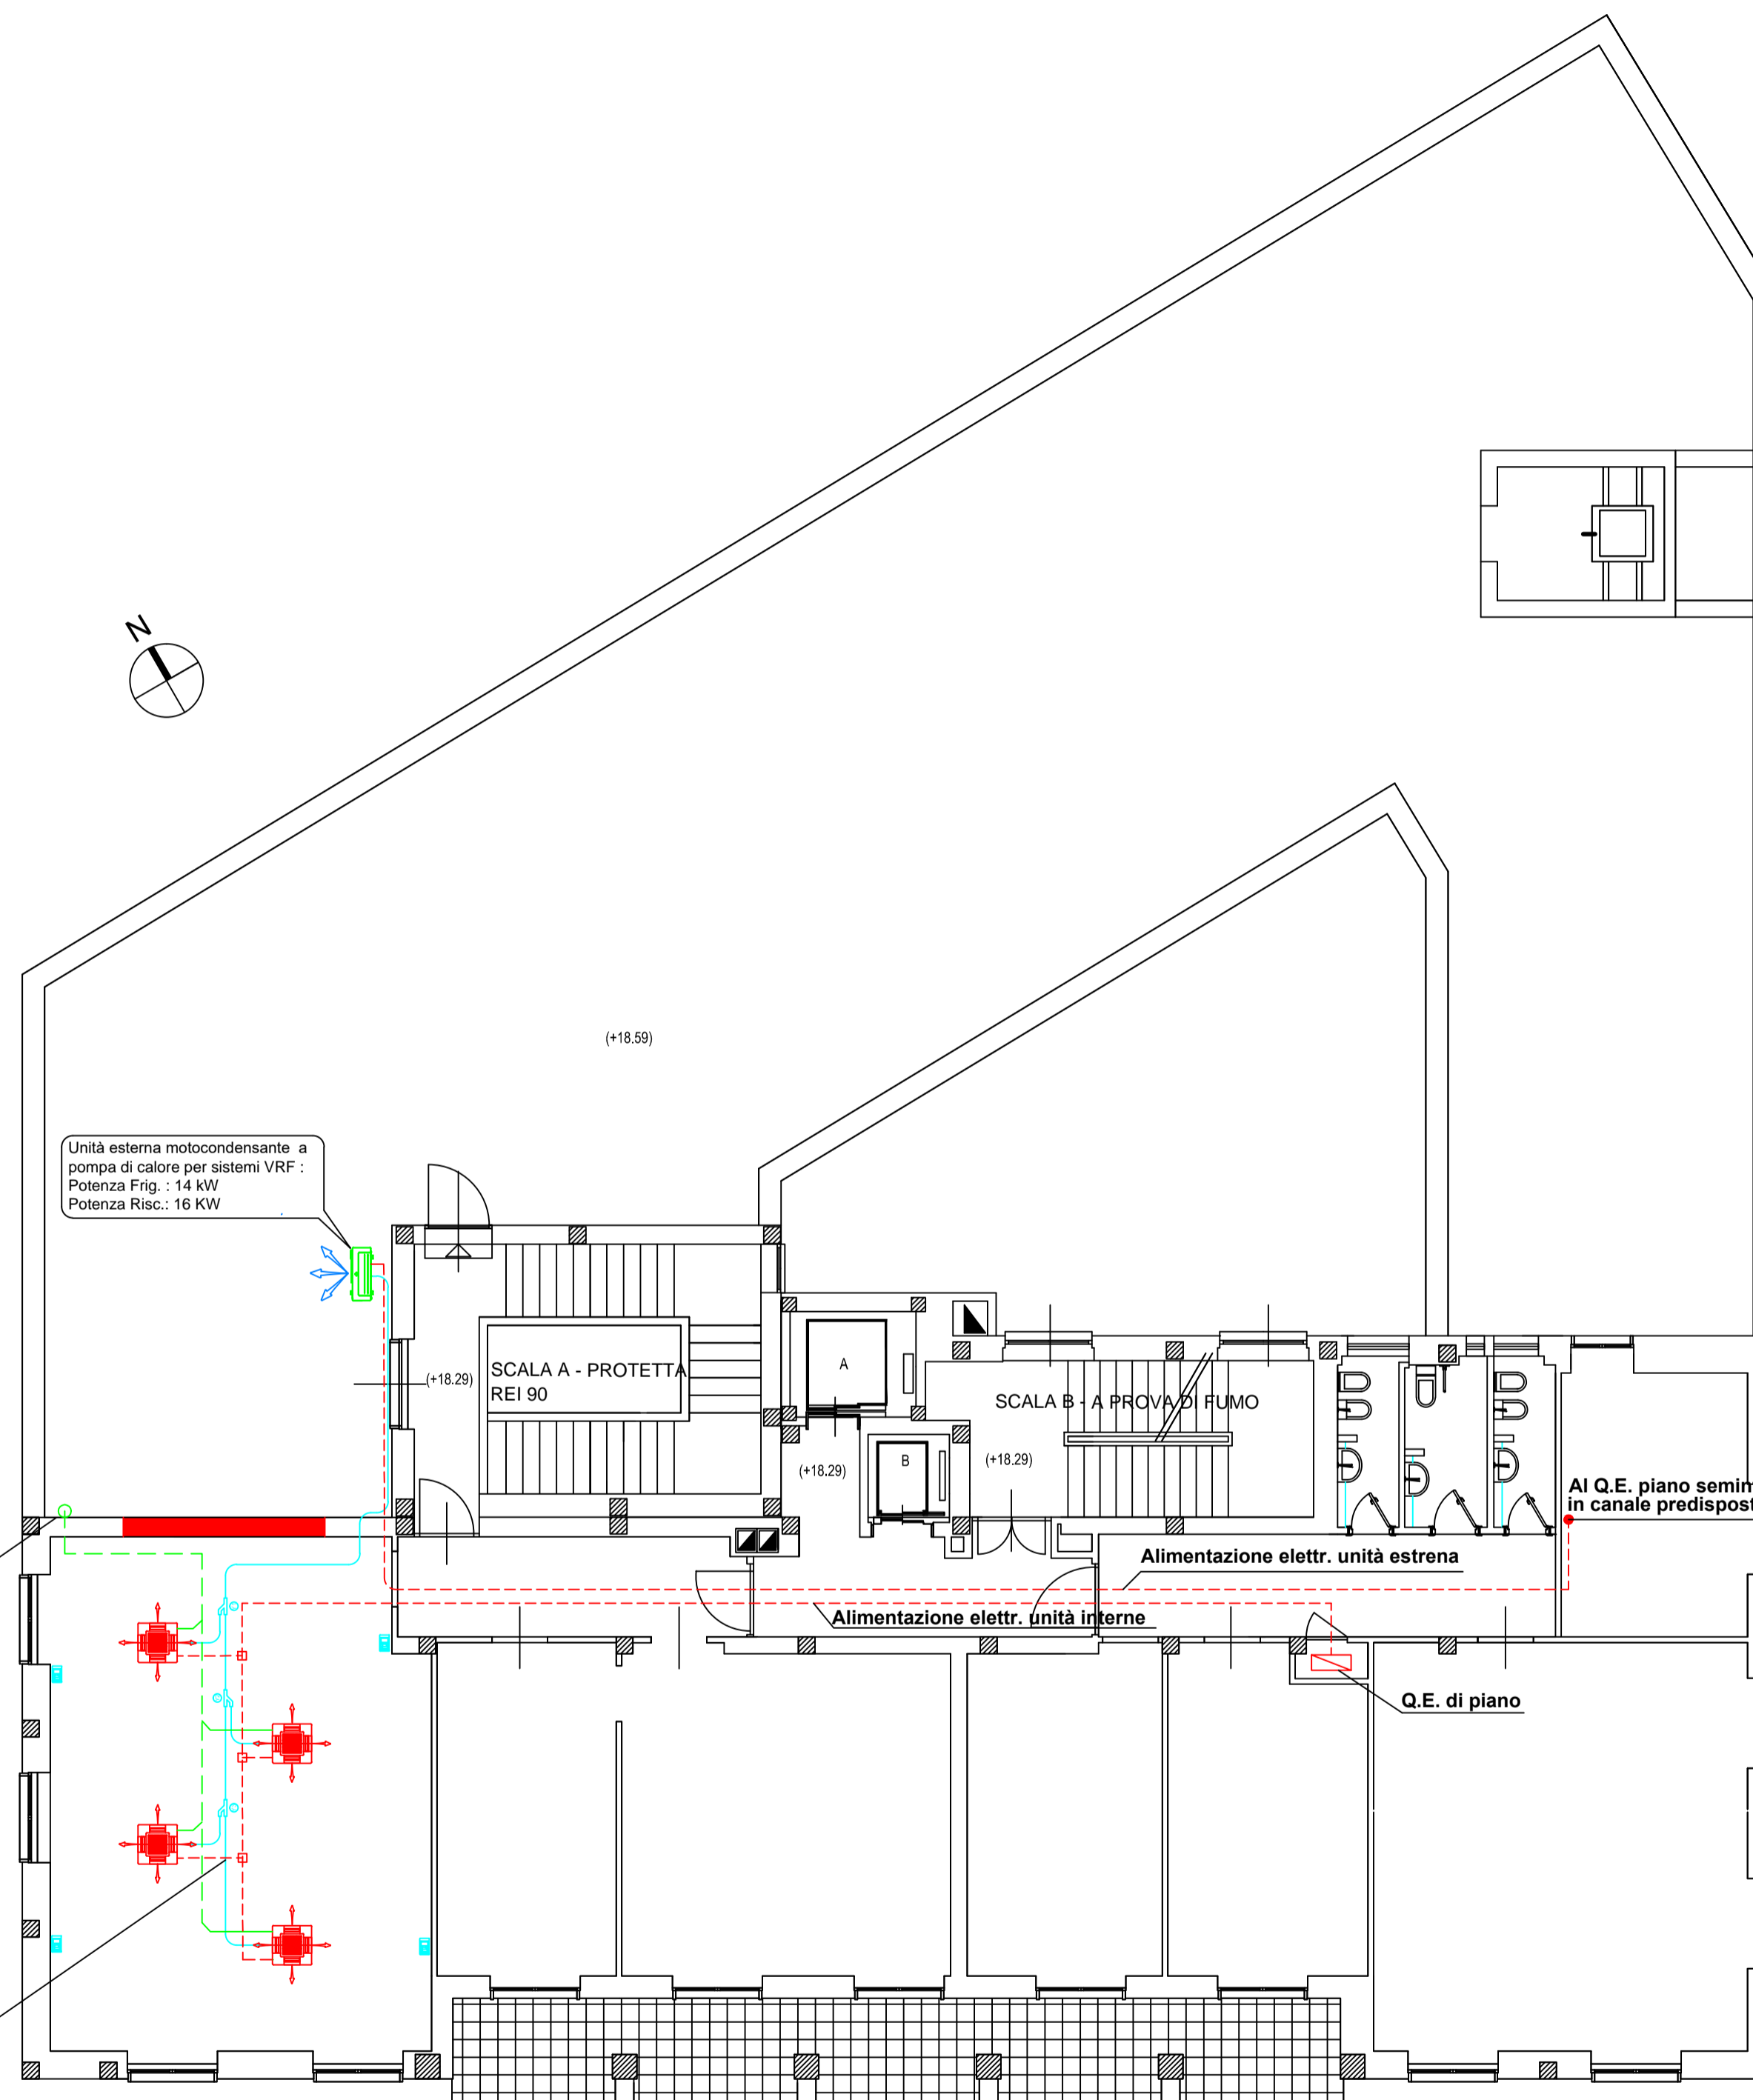 N
(+18.59)
Unità esterna motocondensante a
pompa di calore per sistemi VRF :
Potenza Frig. : 14 kW
Potenza Risc.: 16 KW
(+18.29)
SCALA A - PROTETTA
REI 90
A
SCALA B - A PROVA DI FUMO
B
(+18.29)
(+18.29)
Al Q.E. piano semin
in canale predispost
Alimentazione elettr. unità estrena
Alimentazione elettr. unità interne
Q.E. di piano